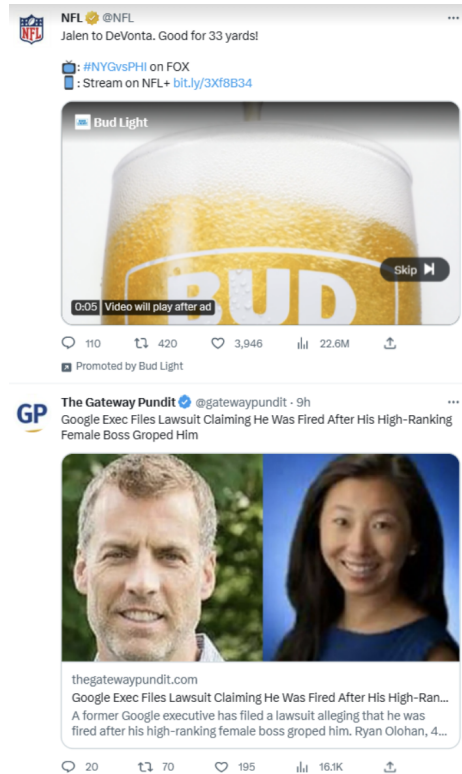 NFL @NFL
Jalen to DeVonta. Good for 33 yards!
: #NYGvsPHI on FOX
: Stream on NFL+ bit.ly/3Xf8B34
Bud Light
BUD
Skip
0:05 Video will play after ad
110 420 3,946 22.6M
Promoted by Bud Light
The Gateway Pundit @gatewaypundit · 9h
Google Exec Files Lawsuit Claiming He Was Fired After His High-Ranking
Female Boss Groped Him
thegatewaypundit.com
Google Exec Files Lawsuit Claiming He Was Fired After His High-Ran...
A former Google executive has filed a lawsuit alleging that he was
fired after his high-ranking female boss groped him. Ryan Olohan, 4...
20 70 195 16.1K
NFL
GP